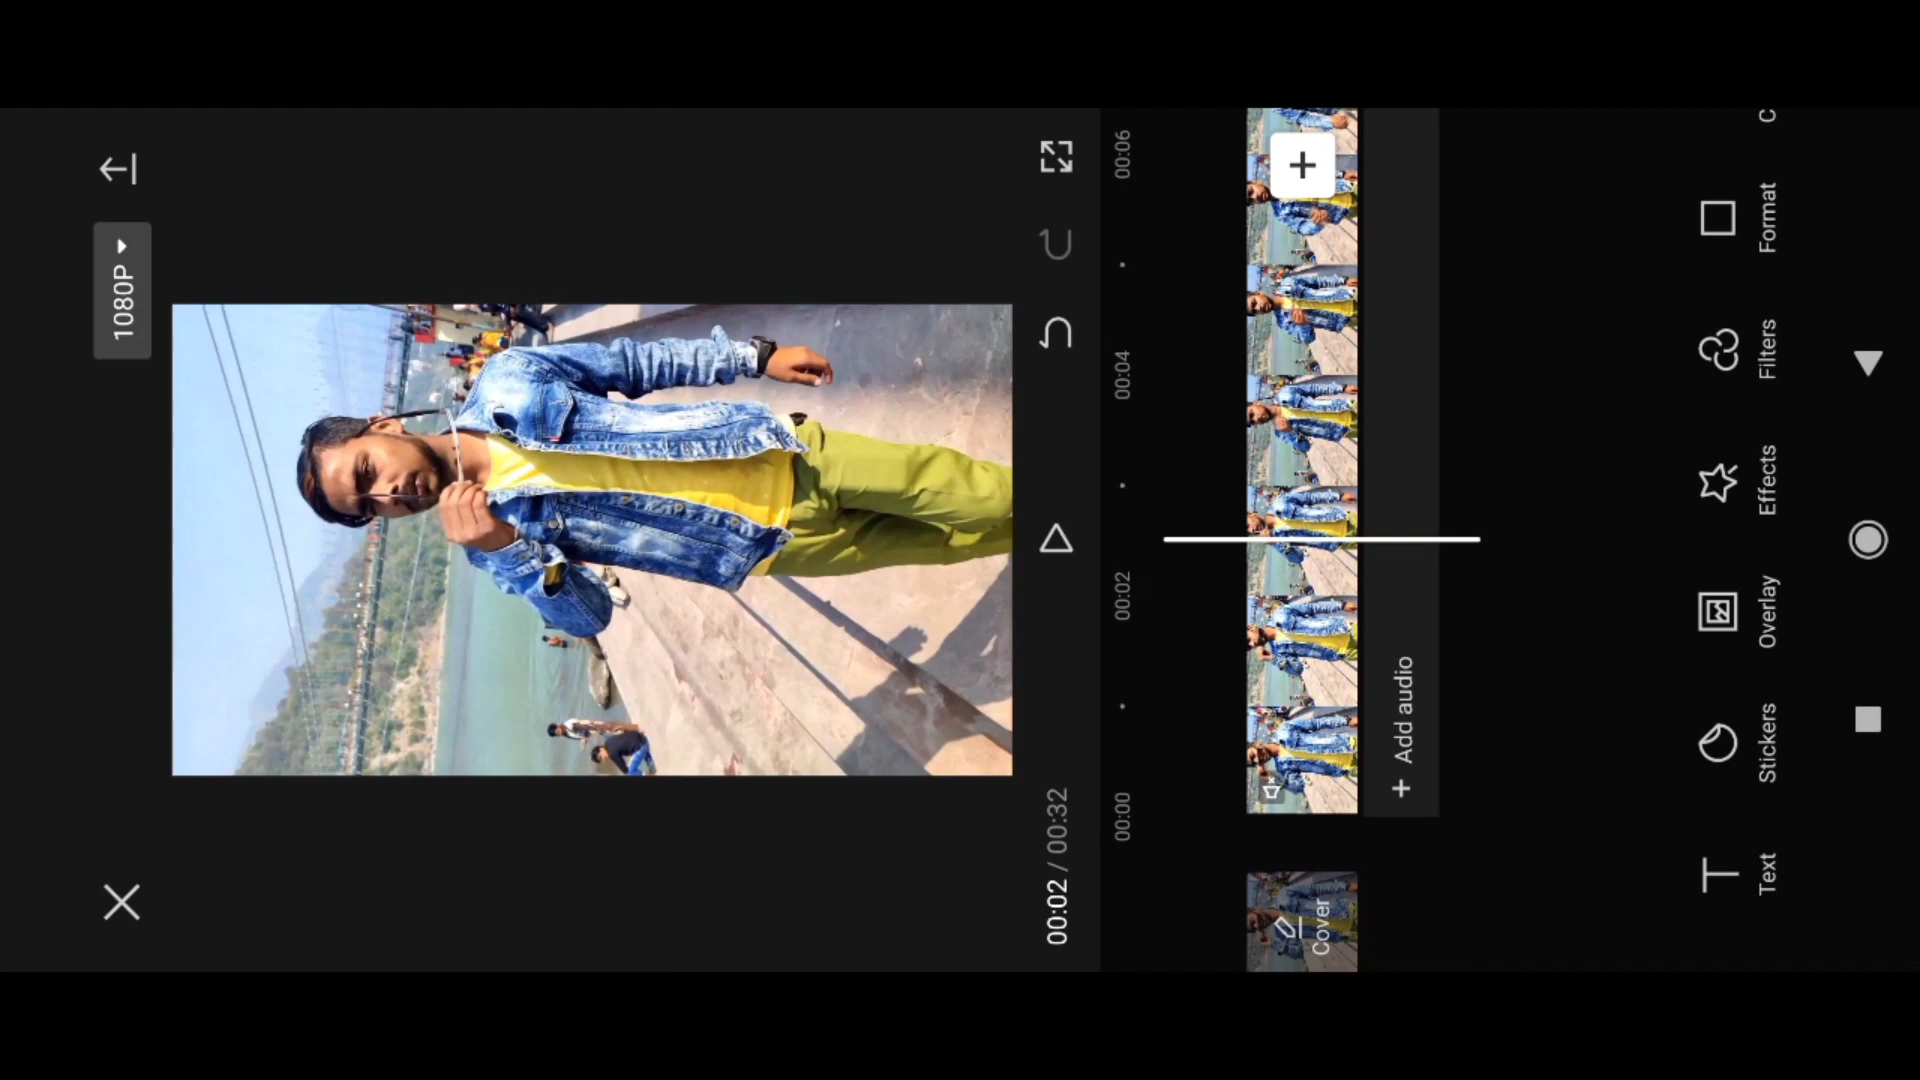 1080P
00:02 / 00:32
00:00
00:02
00:04
00:06
Cover
+ Add audio
Text
Stickers
Overlay
Effects
Filters
Format
C